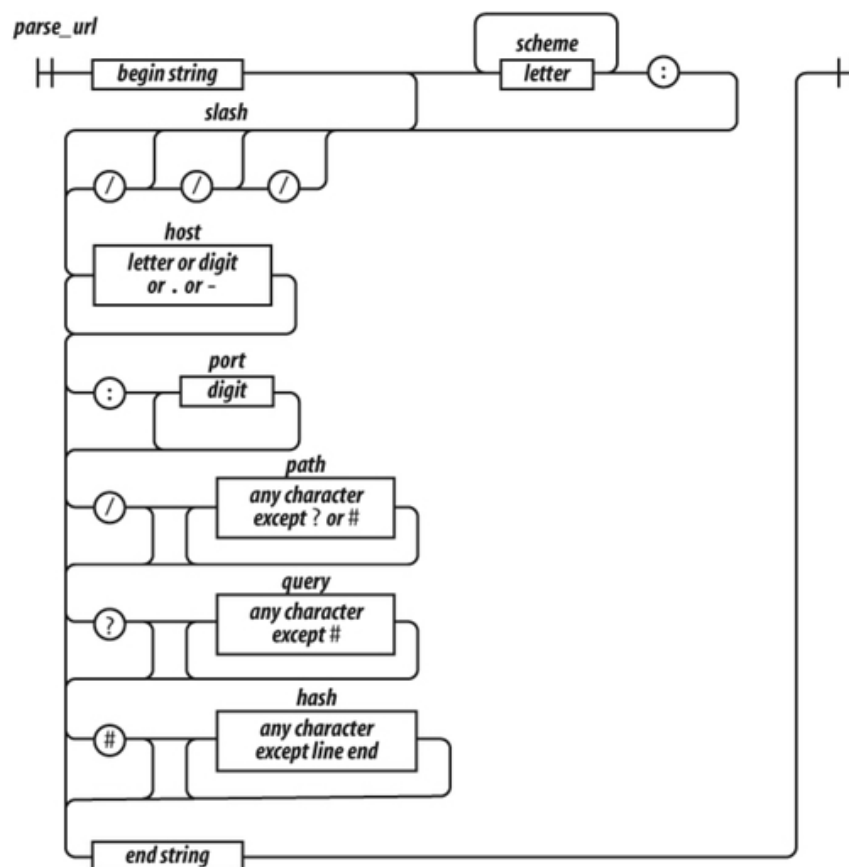 parse_url
scheme
begin string
letter
:
slash
/ / /
host
letter or digit
or . or -
port
:
digit
path
/
any character
except ? or #
query
?
any character
except #
hash
#
any character
except line end
end string